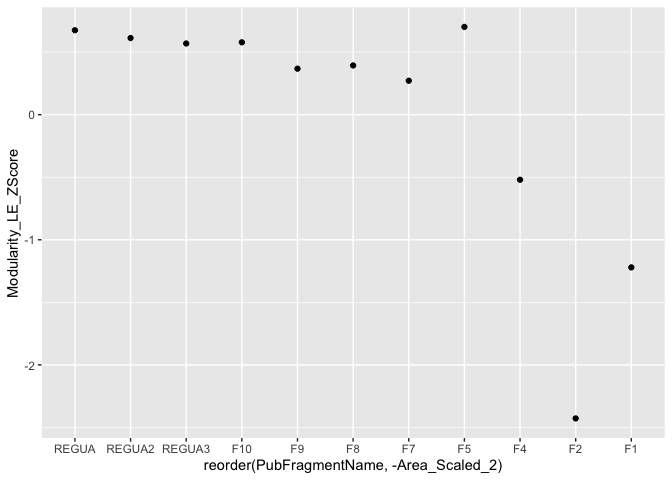 0
-1
-2
Modularity_LE_ZScore
REGUA REGUA2 REGUA3 F10 F9 F8 F7 F5 F4 F2 F1
reorder(PubFragmentName, -Area_Scaled_2)